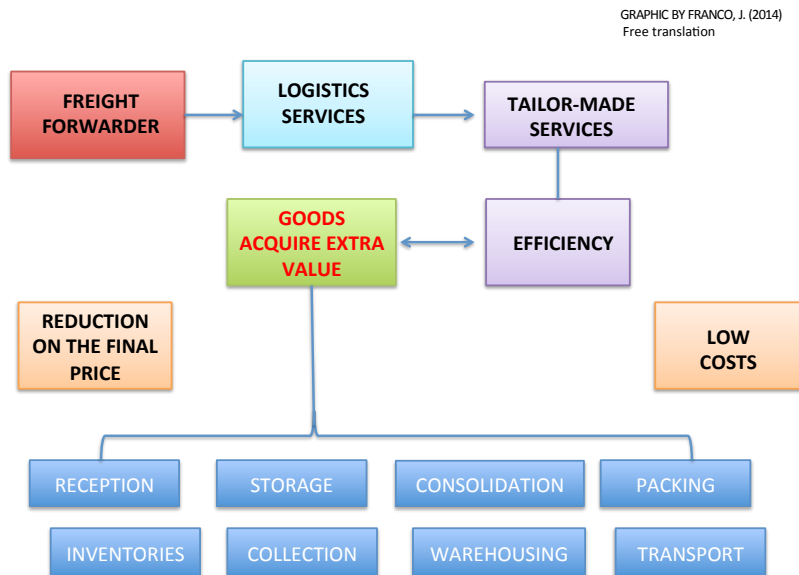 GRAPHIC BY FRANCO, J. (2014)
Free translation
FREIGHT
FORWARDER
LOGISTICS
SERVICES
TAILOR-MADE
SERVICES
GOODS
ACQUIRE EXTRA
VALUE
EFFICIENCY
REDUCTION
ON THE FINAL
PRICE
LOW
COSTS
RECEPTION
STORAGE
CONSOLIDATION
PACKING
INVENTORIES
COLLECTION
WAREHOUSING
TRANSPORT